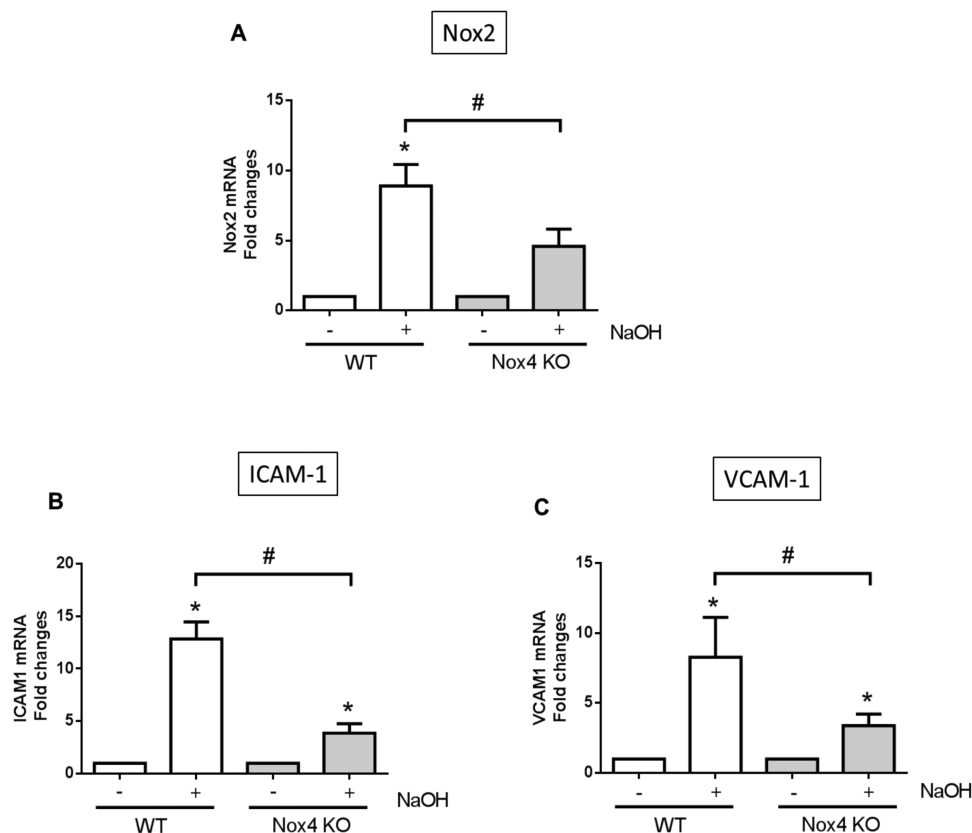 A
Nox2
Nox2 mRNA
Fold changes
15
10
5
0
#
*
- + - + NaOH
WT Nox4 KO
B
ICAM-1
ICAM1 mRNA
Fold changes
20
15
10
5
0
#
*
*
- + - + NaOH
WT Nox4 KO
C
VCAM-1
VCAM1 mRNA
Fold changes
15
10
5
0
#
*
*
- + - + NaOH
WT Nox4 KO